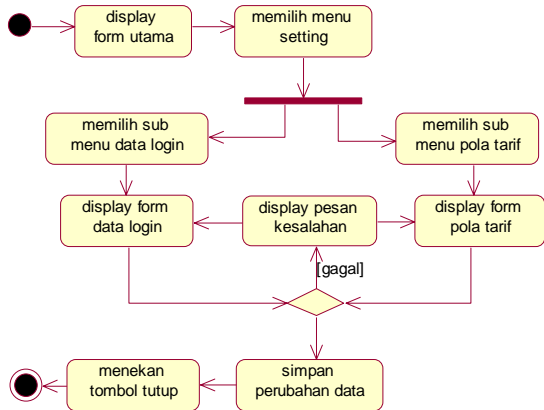 display
form utama
memilih menu
setting
memilih sub
menu data login
memilih sub
menu pola tarif
display form
data login
display pesan
kesalahan
display form
pola tarif
[gagal]
menekan
tombol tutup
simpan
perubahan data